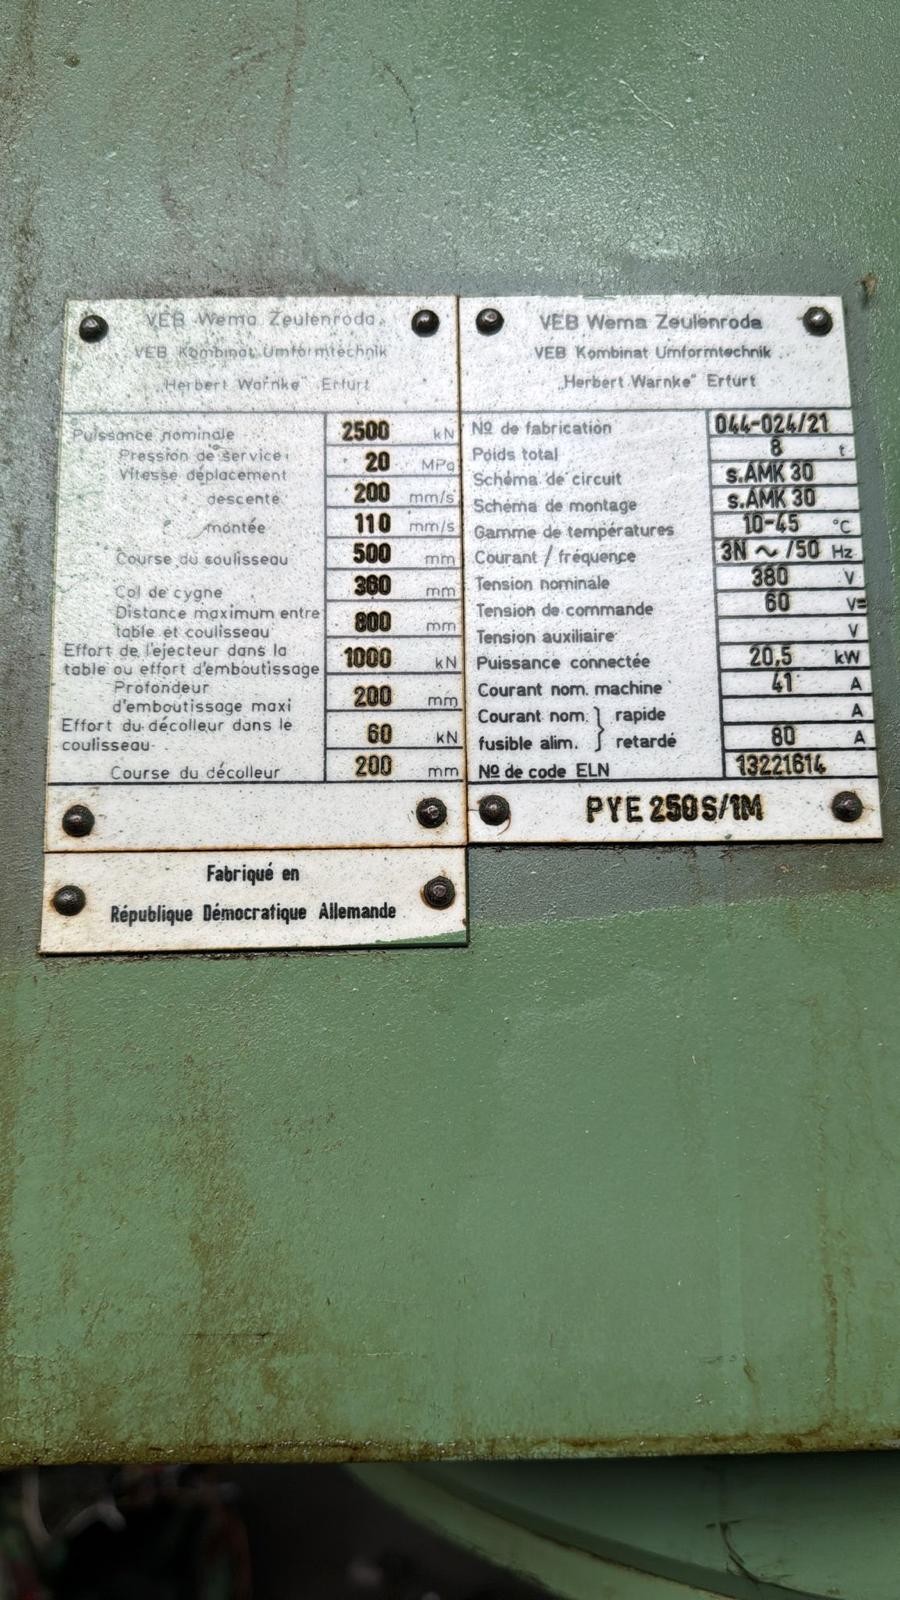 VEB Wema Zeulenroda
VEB Kombinat Umformtechnik
„Herbert Warnke" Erfurt
Puissance nominale 2500 kN
Pression de service 20 MPa
Vitesse déplacement
descente 200 mm/s
montée 110 mm/s
Course du coulisseau 500 mm
Col de cygne 360 mm
Distance maximum entre
table et coulisseau 800 mm
Effort de l'éjecteur dans la
table ou effort d'emboutissage 1000 kN
Profondeur
d'emboutissage maxi 200 mm
Effort du décolleur dans le
coulisseau 60 kN
Course du décolleur 200 mm
Fabriqué en
République Démocratique Allemande
VEB Wema Zeulenroda
VEB Kombinat Umformtechnik
„Herbert Warnke" Erfurt
Nº de fabrication 044-024/21
Poids total 8 t
Schéma de circuit s.AMK 30
Schéma de montage s.AMK 30
Gamme de températures 10-45 °C
Courant / fréquence 3N ~ /50 Hz
Tension nominale 380 V
Tension de commande 60 V=
Tension auxiliaire V
Puissance connectée 20,5 kW
Courant nom. machine 41 A
Courant nom. } rapide A
fusible alim. } retardé 80 A
Nº de code ELN 13221614
PYE 250 S/1M